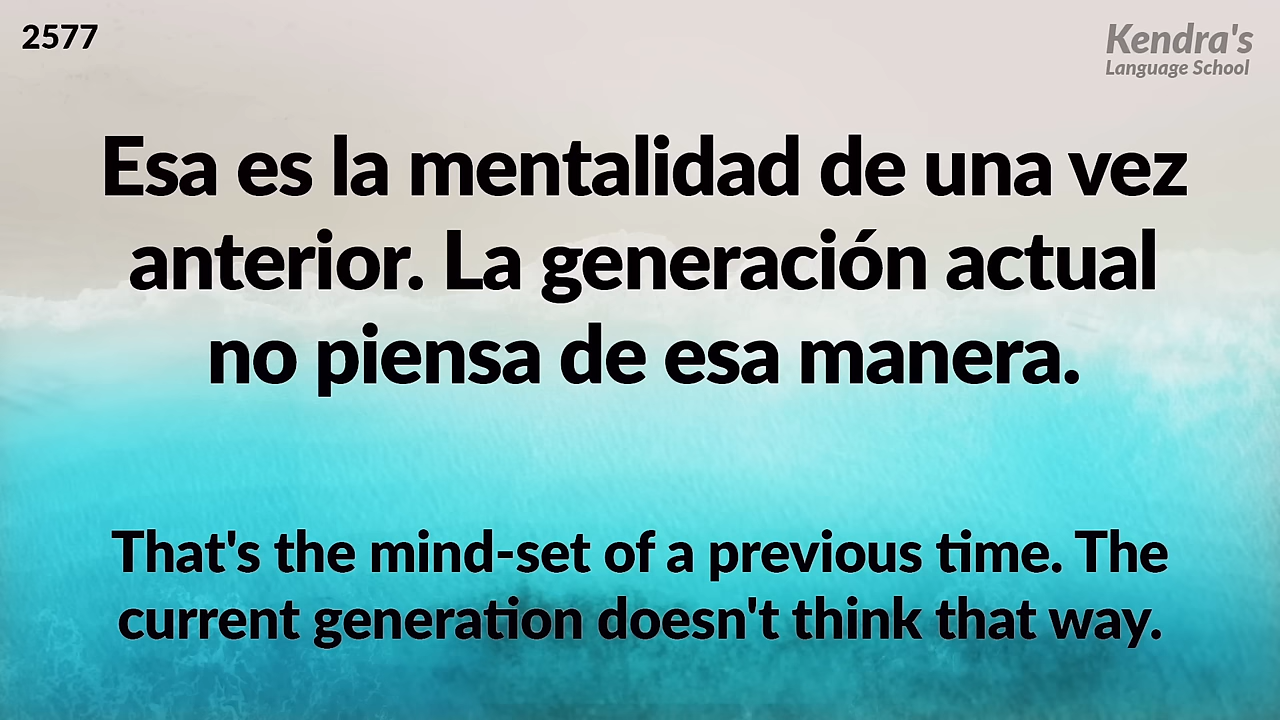 2577
Kendra's
Language School
Esa es la mentalidad de una vez
anterior. La generación actual
no piensa de esa manera.
That's the mind-set of a previous time. The
current generation doesn't think that way.